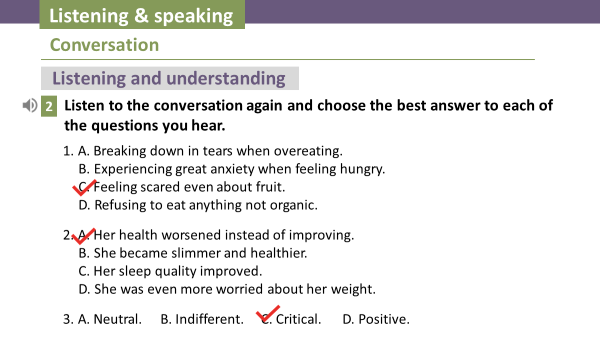 Listening & speaking
Conversation
Listening and understanding
2 Listen to the conversation again and choose the best answer to each of
the questions you hear.
1. A. Breaking down in tears when overeating.
B. Experiencing great anxiety when feeling hungry.
C. Feeling scared even about fruit.
D. Refusing to eat anything not organic.
2. A. Her health worsened instead of improving.
B. She became slimmer and healthier.
C. Her sleep quality improved.
D. She was even more worried about her weight.
3. A. Neutral. B. Indifferent. C. Critical. D. Positive.